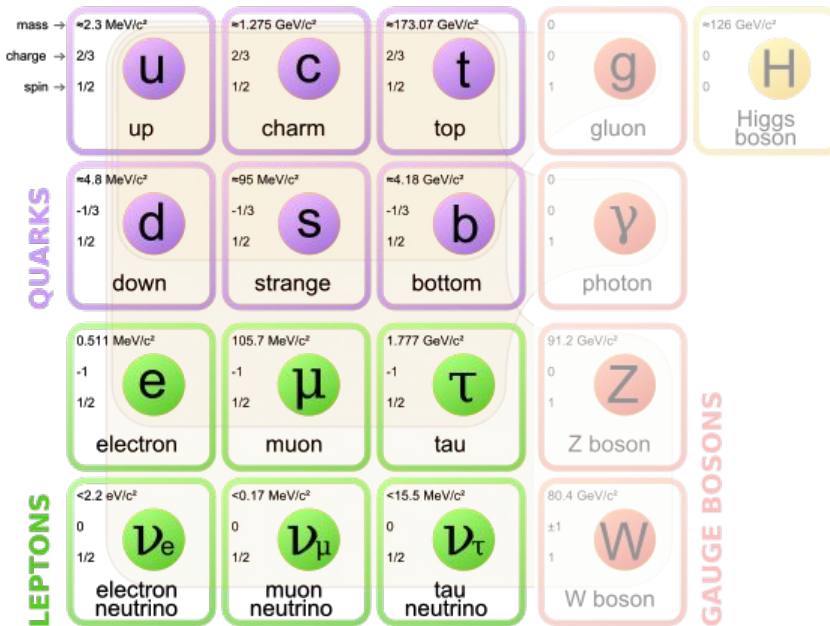 mass → ≈2.3 MeV/c² ≈1.275 GeV/c² ≈173.07 GeV/c² 0 ≈126 GeV/c²
charge → 2/3 2/3 2/3 0 0
u c t g H
spin → 1/2 1/2 1/2 1 0
up charm top gluon Higgs
boson
QUARKS
≈4.8 MeV/c² ≈95 MeV/c² ≈4.18 GeV/c² 0
-1/3 -1/3 -1/3 0
d s b γ
1/2 1/2 1/2 1
down strange bottom photon
0.511 MeV/c² 105.7 MeV/c² 1.777 GeV/c² 91.2 GeV/c²
-1 -1 -1 0
e μ τ Z
1/2 1/2 1/2 1
electron muon tau Z boson
LEPTONS
GAUGE BOSONS
<2.2 eV/c² <0.17 MeV/c² <15.5 MeV/c² 80.4 GeV/c²
0 0 0 ±1
νe νμ ντ W
1/2 1/2 1/2 1
electron muon tau W boson
neutrino neutrino neutrino